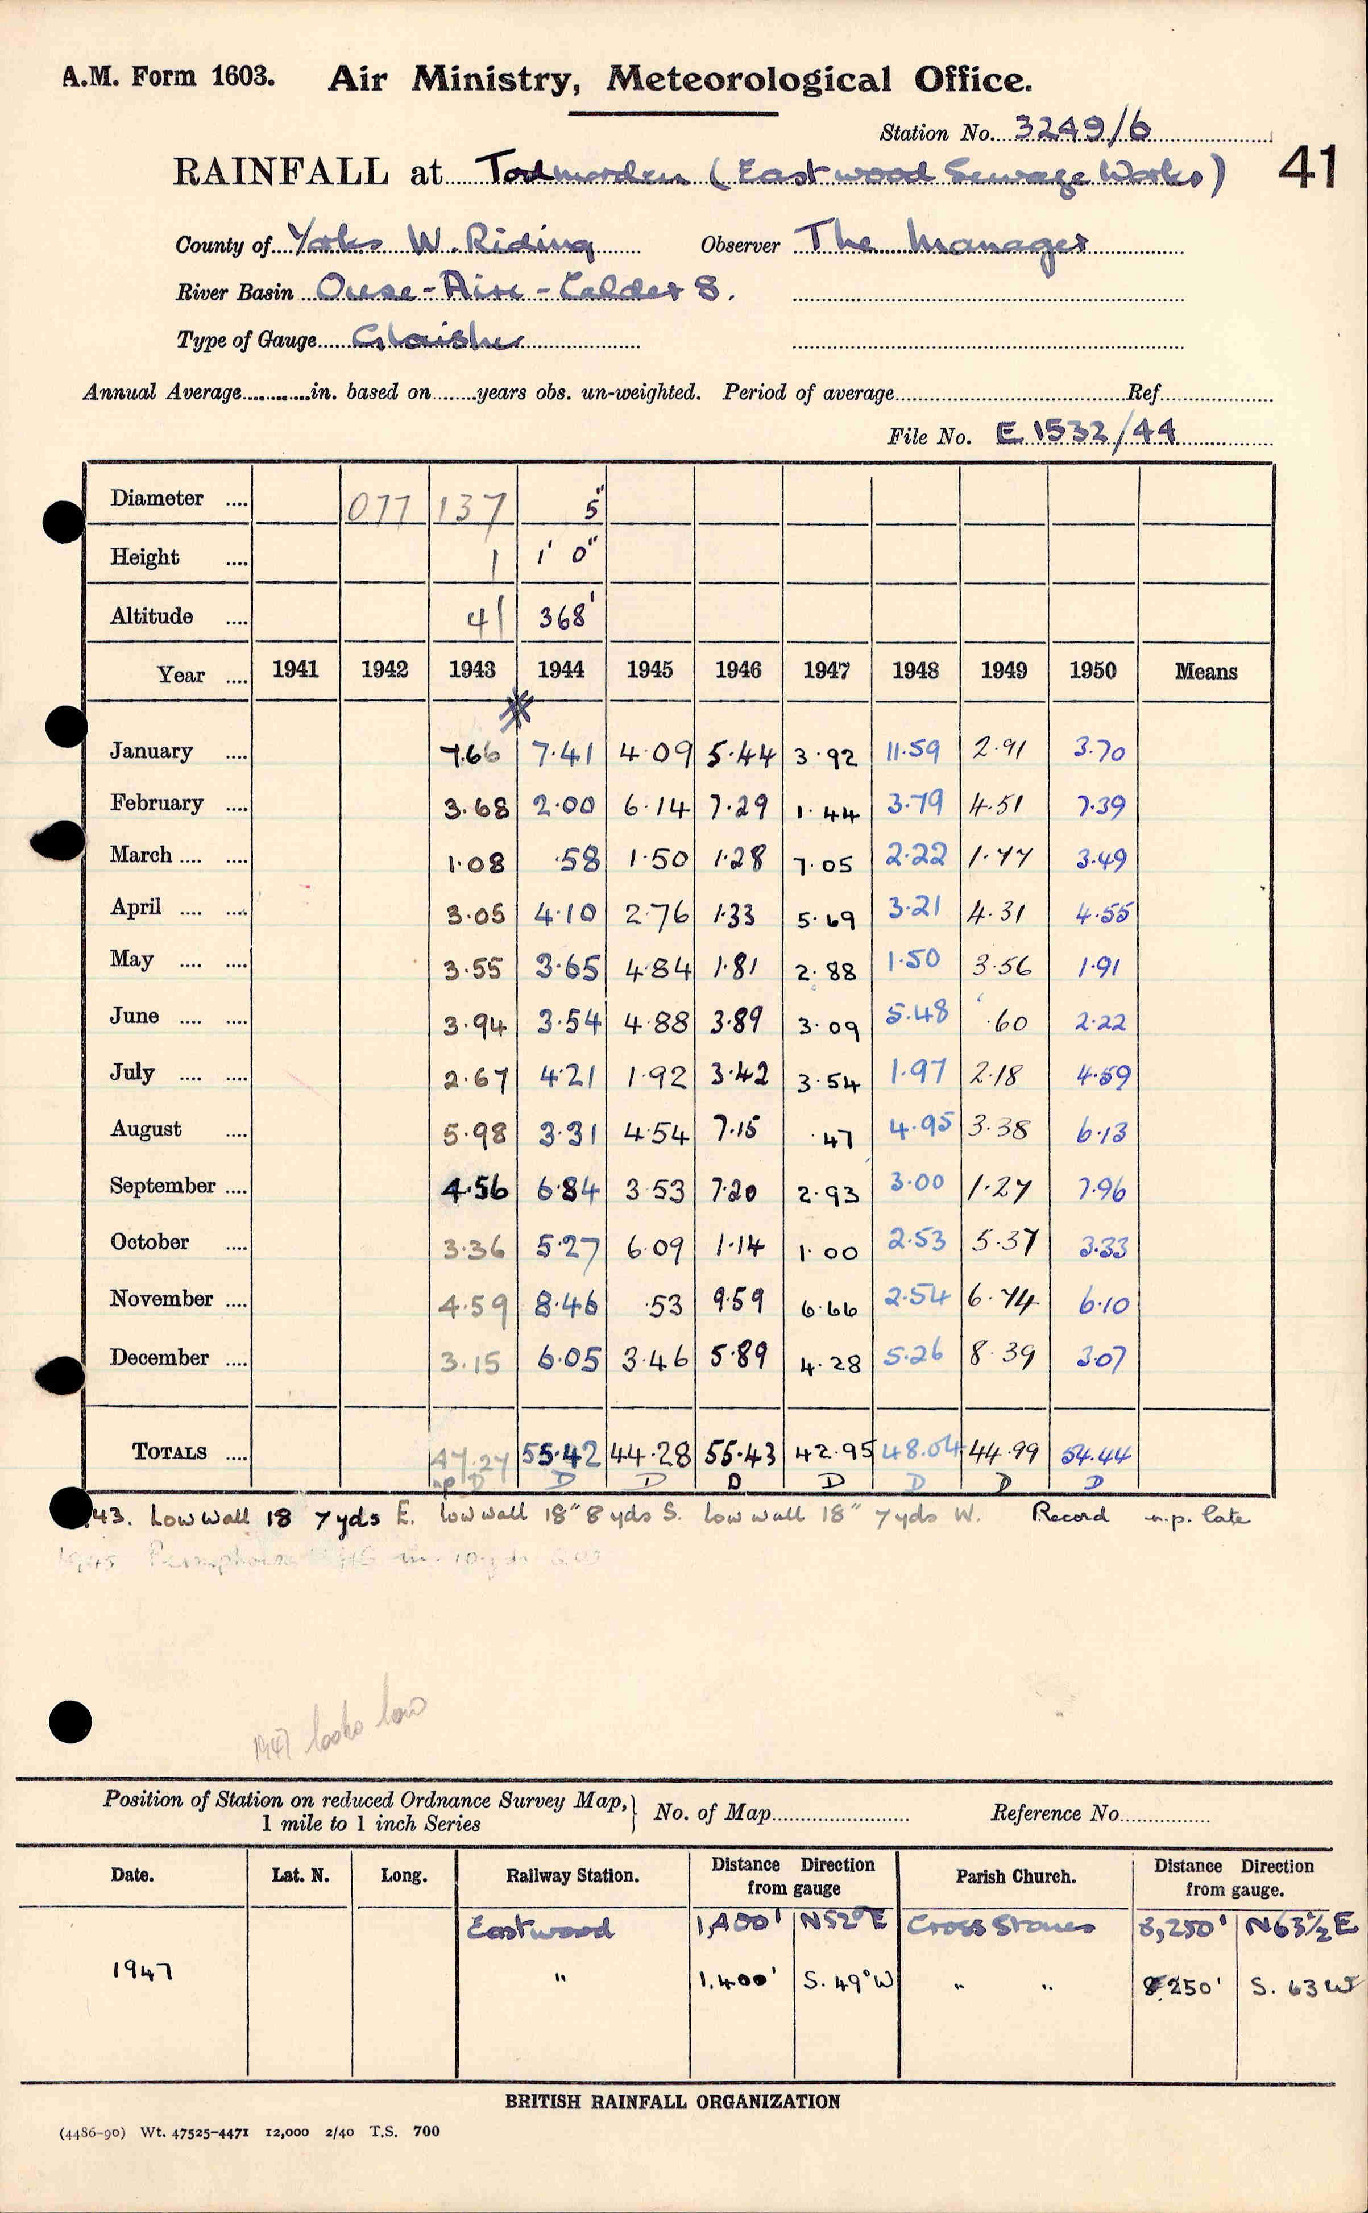 A.M. Form 1603. Air Ministry, Meteorological Office.
Station No. 3249/6
RAINFALL at Todmorden (Eastwood Sewage Works) 41
County of Yorks W. Riding Observer The Manager
River Basin Ouse-Aire-Calder 8.
Type of Gauge Glaisher
Annual Average............in. based on........years obs. un-weighted. Period of average..........Ref..........
File No. E 1532/44
Diameter .... 077 137 5"
Height .... 1 1' 0"
Altitude .... 41 368'
Year .... 1941 1942 1943 1944 1945 1946 1947 1948 1949 1950 Means
January .... 7.66 7.41 4.09 5.44 3.92 11.59 2.91 3.70
February .... 3.68 2.00 6.14 7.29 1.44 3.79 4.51 7.39
March .... .... 1.08 .58 1.50 1.28 7.05 2.22 1.77 3.49
April .... .... 3.05 4.10 2.76 1.33 5.69 3.21 4.31 4.55
May .... .... 3.55 3.65 4.84 1.81 2.88 1.50 3.56 1.91
June .... .... 3.94 3.54 4.88 3.89 3.09 5.48 .60 2.22
July .... .... 2.67 4.21 1.92 3.42 3.54 1.97 2.18 4.59
August .... 5.98 3.31 4.54 7.15 .47 4.95 3.38 6.13
September .... 4.56 6.84 3.53 7.20 2.93 3.00 1.27 7.96
October .... 3.36 5.27 6.09 1.14 1.00 2.53 5.37 3.33
November .... 4.59 8.46 .53 9.59 6.66 2.54 6.74 6.10
December .... 3.15 6.05 3.46 5.89 4.28 5.26 8.39 3.07
TOTALS .... 47.27 55.42 44.28 55.43 42.95 48.04 44.99 54.44
np D D D D D D D D
43. Low wall 18 7 yds E. low wall 18" 8 yds S. low wall 18" 7 yds W. Record n.p. late
1945
1947 looks low
Position of Station on reduced Ordnance Survey Map, 1 mile to 1 inch Series } No. of Map.......... Reference No..........
Date. Lat. N. Long. Railway Station. Distance Direction from gauge Parish Church. Distance Direction from gauge.
Eastwood 1,400' N52°E Cross Stones 8,250' N63½E
1947 " 1,400' S. 49°W " " 8250' S. 63 W
BRITISH RAINFALL ORGANIZATION
(4486-90) Wt. 47525-4471 12,000 2/40 T.S. 700